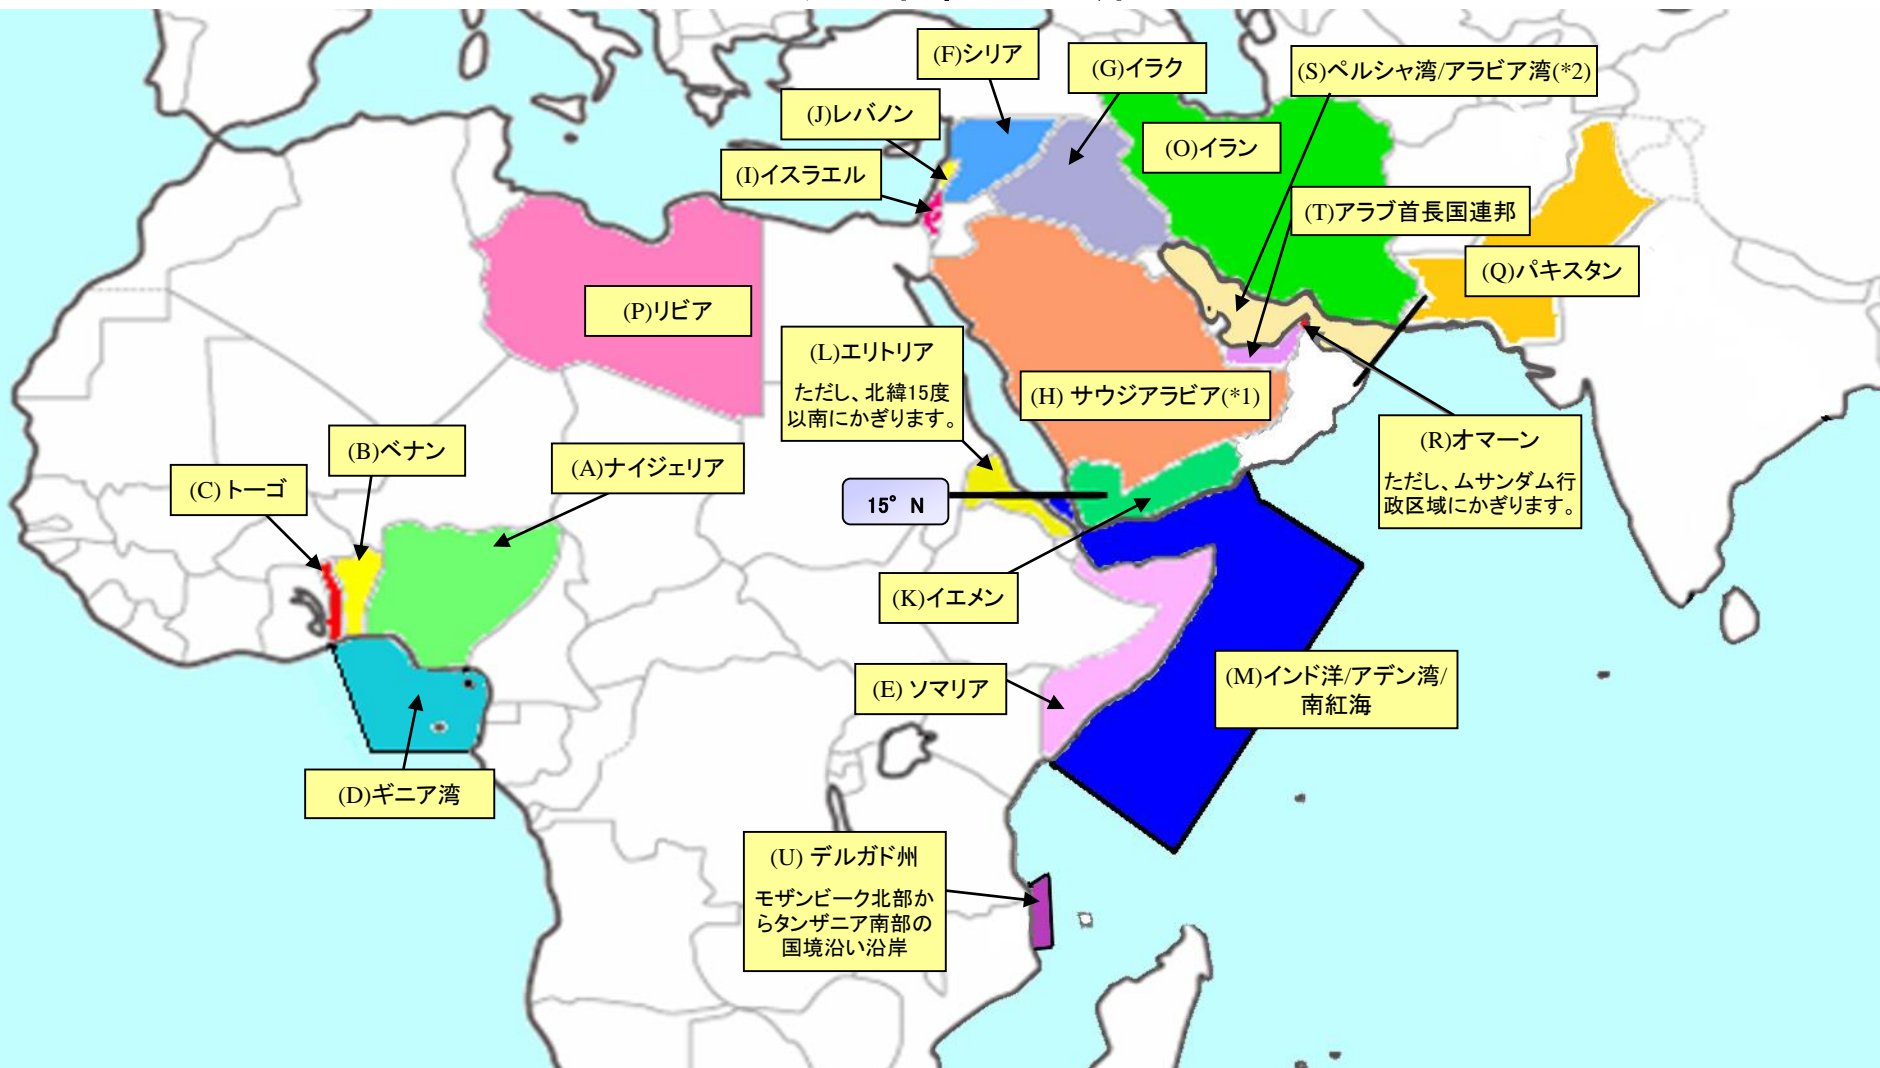 (F)シリア
(G)イラク
(S)ペルシャ湾/アラビア湾(*2)
(J)レバノン
(O)イラン
(I)イスラエル
(T)アラブ首長国連邦
(Q)パキスタン
(P)リビア
(L)エリトリア
ただし、北緯15度
以南にかぎります。
(H) サウジアラビア(*1)
(R)オマーン
ただし、ムサンダム行
政区域にかぎります。
(B)ベナン
(A)ナイジェリア
(C) トーゴ
15° N
(K)イエメン
(E) ソマリア
(M)インド洋/アデン湾/
南紅海
(D)ギニア湾
(U) デルガド州
モザンビーク北部か
らタンザニア南部の
国境沿い沿岸